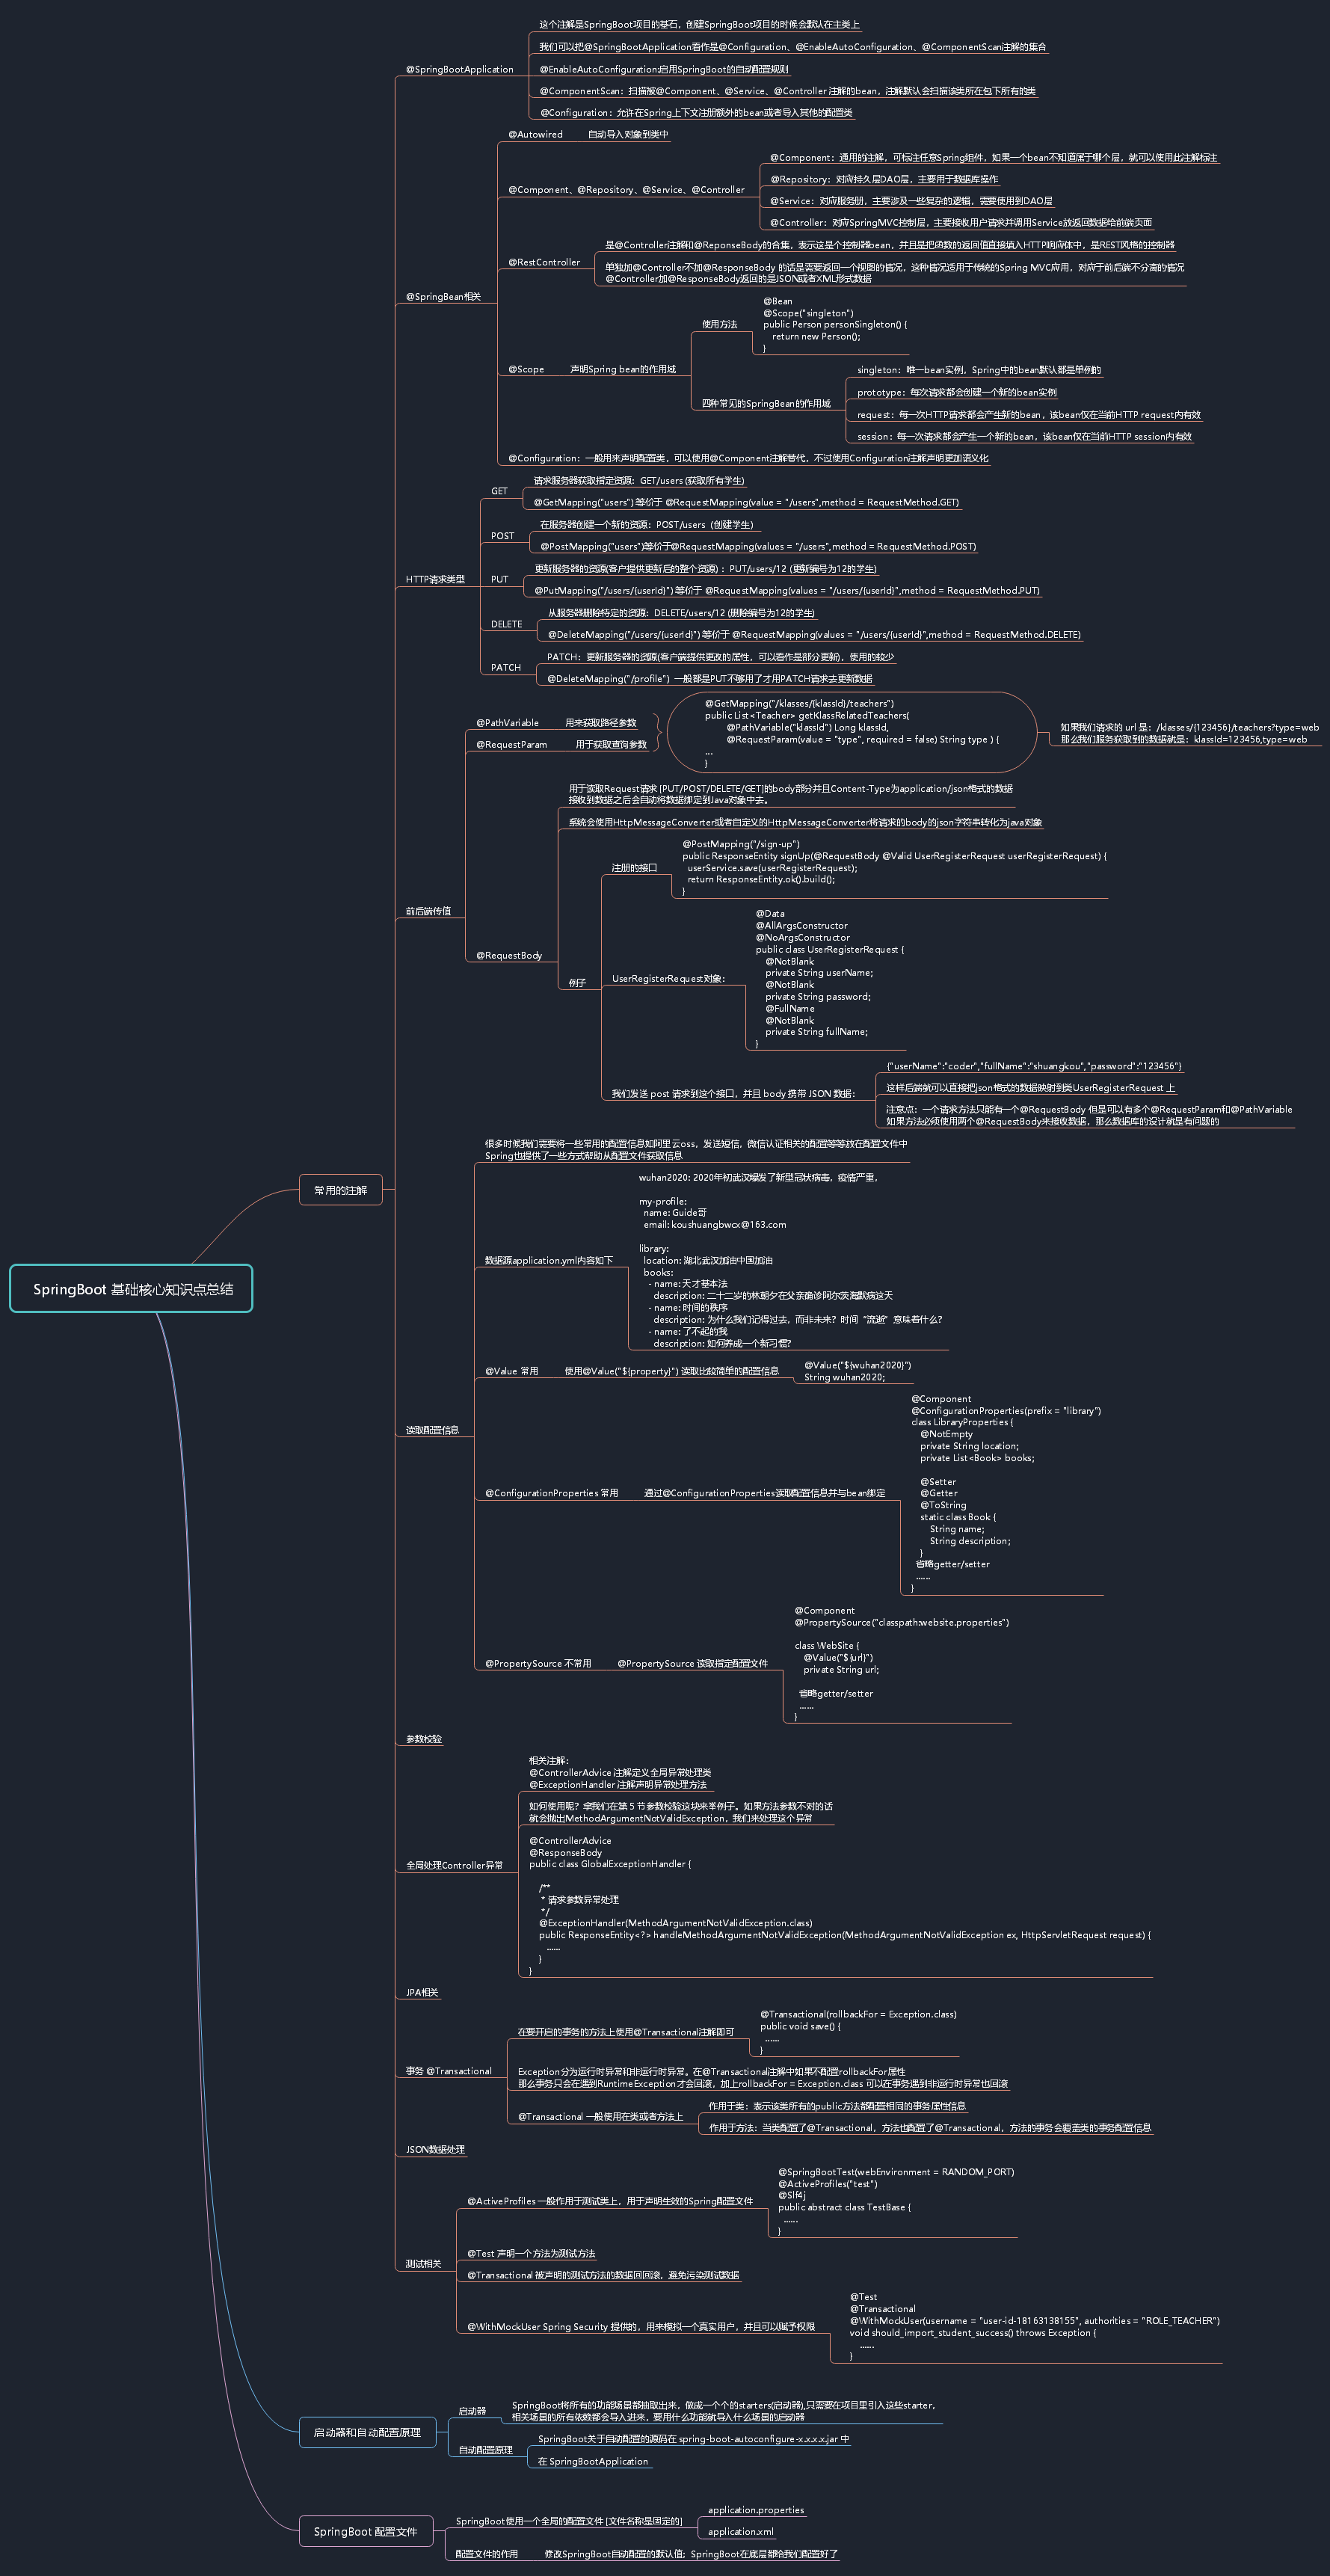 SpringBoot 基础核心知识点总结
常用的注解
@SpringBootApplication
这个注解是SpringBoot项目的基石，创建SpringBoot项目的时候会默认在主类上
我们可以把@SpringBootApplication看作是@Configuration、@EnableAutoConfiguration、@ComponentScan注解的集合
@EnableAutoConfiguration:启用SpringBoot的自动配置规则
@ComponentScan：扫描被@Component、@Service、@Controller 注解的bean，注解默认会扫描该类所在包下所有的类
@Configuration：允许在Spring上下文注册额外的bean或者导入其他的配置类
@SpringBean相关
@Autowired
自动导入对象到类中
@Component、@Repository、@Service、@Controller
@Component：通用的注解，可标注任意Spring组件，如果一个bean不知道属于哪个层，就可以使用此注解标注
@Repository：对应持久层DAO层，主要用于数据库操作
@Service：对应服务册，主要涉及一些复杂的逻辑，需要使用到DAO层
@Controller：对应SpringMVC控制层，主要接收用户请求并调用Service放返回数据给前端页面
@RestController
是@Controller注解和@ReponseBody的合集，表示这是个控制器bean，并且是把函数的返回值直接填入HTTP响应体中，是REST风格的控制器
单独加@Controller不加@ResponseBody 的话是需要返回一个视图的情况，这种情况适用于传统的Spring MVC应用，对应于前后端不分离的情况
@Controller加@ResponseBody返回的是JSON或者XML形式数据
@Scope
声明Spring bean的作用域
使用方法
@Bean
@Scope("singleton")
public Person personSingleton() {
return new Person();
}
四种常见的SpringBean的作用域
singleton：唯一bean实例，Spring中的bean默认都是单例的
prototype：每次请求都会创建一个新的bean实例
request：每一次HTTP请求都会产生新的bean，该bean仅在当前HTTP request内有效
session：每一次请求都会产生一个新的bean，该bean仅在当前HTTP session内有效
@Configuration：一般用来声明配置类，可以使用@Component注解替代，不过使用Configuration注解声明更加语义化
HTTP请求类型
GET
请求服务器获取指定资源：GET/users (获取所有学生)
@GetMapping("users") 等价于 @RequestMapping(value = "/users",method = RequestMethod.GET)
POST
在服务器创建一个新的资源：POST/users（创建学生）
@PostMapping("users")等价于@RequestMapping(values = "/users",method = RequestMethod.POST)
PUT
更新服务器的资源(客户提供更新后的整个资源)：PUT/users/12 (更新编号为12的学生)
@PutMapping("/users/{userId}") 等价于 @RequestMapping(values = "/users/{userId}",method = RequestMethod.PUT)
DELETE
从服务器删除特定的资源：DELETE/users/12 (删除编号为12的学生)
@DeleteMapping("/users/{userId}") 等价于 @RequestMapping(values = "/users/{userId}",method = RequestMethod.DELETE)
PATCH
PATCH：更新服务器的资源(客户端提供更改的属性，可以看作是部分更新)，使用的较少
@DeleteMapping("/profile") 一般都是PUT不够用了才用PATCH请求去更新数据
前后端传值
@PathVariable
用来获取路径参数
@RequestParam
用于获取查询参数
@GetMapping("/klasses/{klassId}/teachers")
public List<Teacher> getKlassRelatedTeachers(
@PathVariable("klassId") Long klassId,
@RequestParam(value = "type", required = false) String type ) {
...
}
如果我们请求的 url 是：/klasses/{123456}/teachers?type=web
那么我们服务获取到的数据就是：klassId=123456,type=web
@RequestBody
用于读取Request请求 [PUT/POST/DELETE/GET]的body部分并且Content-Type为application/json格式的数据
接收到数据之后会自动将数据绑定到Java对象中去。
系统会使用HttpMessageConverter或者自定义的HttpMessageConverter将请求的body的json字符串转化为java对象
例子
注册的接口
@PostMapping("/sign-up")
public ResponseEntity signUp(@RequestBody @Valid UserRegisterRequest userRegisterRequest) {
userService.save(userRegisterRequest);
return ResponseEntity.ok().build();
}
UserRegisterRequest对象：
@Data
@AllArgsConstructor
@NoArgsConstructor
public class UserRegisterRequest {
@NotBlank
private String userName;
@NotBlank
private String password;
@FullName
@NotBlank
private String fullName;
}
我们发送 post 请求到这个接口，并且 body 携带 JSON 数据：
{"userName":"coder","fullName":"shuangkou","password":"123456"}
这样后端就可以直接把json格式的数据映射到类UserRegisterRequest 上
注意点：一个请求方法只能有一个@RequestBody 但是可以有多个@RequestParam和@PathVariable
如果方法必须使用两个@RequestBody来接收数据，那么数据库的设计就是有问题的
读取配置信息
很多时候我们需要将一些常用的配置信息如阿里云oss，发送短信，微信认证相关的配置等等放在配置文件中
Spring也提供了一些方式帮助从配置文件获取信息
数据源application.yml内容如下
wuhan2020: 2020年初武汉爆发了新型冠状病毒，疫情严重，
my-profile:
name: Guide哥
email: koushuangbwcx@163.com
library:
location: 湖北武汉加油中国加油
books:
- name: 天才基本法
description: 二十二岁的林朝夕在父亲确诊阿尔茨海默病这天
- name: 时间的秩序
description: 为什么我们记得过去，而非未来？时间“流逝”意味着什么？
- name: 了不起的我
description: 如何养成一个新习惯？
@Value 常用
使用@Value("${property}") 读取比较简单的配置信息
@Value("${wuhan2020}")
String wuhan2020;
@ConfigurationProperties 常用
通过@ConfigurationProperties读取配置信息并与bean绑定
@Component
@ConfigurationProperties(prefix = "library")
class LibraryProperties {
@NotEmpty
private String location;
private List<Book> books;
@Setter
@Getter
@ToString
static class Book {
String name;
String description;
}
省略getter/setter
......
}
@PropertySource 不常用
@PropertySource 读取指定配置文件
@Component
@PropertySource("classpath:website.properties")
class WebSite {
@Value("${url}")
private String url;
省略getter/setter
......
}
参数校验
全局处理Controller异常
相关注解：
@ControllerAdvice 注解定义全局异常处理类
@ExceptionHandler 注解声明异常处理方法
如何使用呢？拿我们在第 5 节参数校验这块来举例子。如果方法参数不对的话
就会抛出MethodArgumentNotValidException，我们来处理这个异常
@ControllerAdvice
@ResponseBody
public class GlobalExceptionHandler {
/**
* 请求参数异常处理
*/
@ExceptionHandler(MethodArgumentNotValidException.class)
public ResponseEntity<?> handleMethodArgumentNotValidException(MethodArgumentNotValidException ex, HttpServletRequest request) {
......
}
}
JPA相关
事务 @Transactional
在要开启的事务的方法上使用@Transactional注解即可
@Transactional(rollbackFor = Exception.class)
public void save() {
......
}
Exception分为运行时异常和非运行时异常。在@Transactional注解中如果不配置rollbackFor属性
那么事务只会在遇到RuntimeException才会回滚，加上rollbackFor = Exception.class 可以在事务遇到非运行时异常也回滚
@Transactional 一般使用在类或者方法上
作用于类：表示该类所有的public方法都配置相同的事务属性信息
作用于方法：当类配置了@Transactional，方法也配置了@Transactional，方法的事务会覆盖类的事务配置信息
JSON数据处理
测试相关
@ActiveProfiles 一般作用于测试类上，用于声明生效的Spring配置文件
@SpringBootTest(webEnvironment = RANDOM_PORT)
@ActiveProfiles("test")
@Slf4j
public abstract class TestBase {
......
}
@Test 声明一个方法为测试方法
@Transactional 被声明的测试方法的数据回回滚，避免污染测试数据
@WithMockUser Spring Security 提供的，用来模拟一个真实用户，并且可以赋予权限
@Test
@Transactional
@WithMockUser(username = "user-id-18163138155", authorities = "ROLE_TEACHER")
void should_import_student_success() throws Exception {
......
}
启动器和自动配置原理
启动器
SpringBoot将所有的功能场景都抽取出来，做成一个个的starters(启动器),只需要在项目里引入这些starter，
相关场景的所有依赖都会导入进来，要用什么功能就导入什么场景的启动器
自动配置原理
SpringBoot关于自动配置的源码在 spring-boot-autoconfigure-x.x.x.x.jar 中
在 SpringBootApplication
SpringBoot 配置文件
SpringBoot使用一个全局的配置文件 [文件名称是固定的]
application.properties
application.xml
配置文件的作用
修改SpringBoot自动配置的默认值；SpringBoot在底层都给我们配置好了